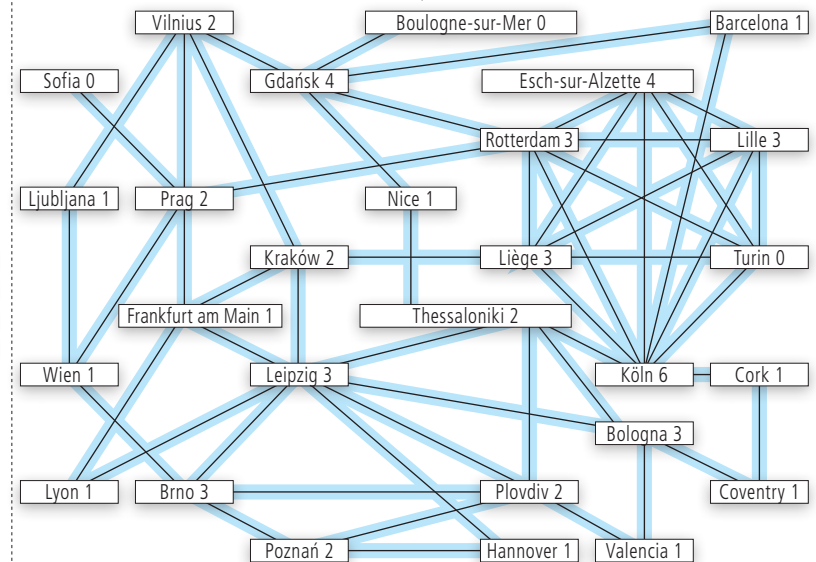 Vilnius 2
Boulogne-sur-Mer 0
Barcelona 1
Sofia 0
Gdańsk 4
Esch-sur-Alzette 4
Rotterdam 3
Lille 3
Ljubljana 1
Prag 2
Nice 1
Kraków 2
Liège 3
Turin 0
Frankfurt am Main 1
Thessaloniki 2
Wien 1
Leipzig 3
Köln 6
Cork 1
Bologna 3
Lyon 1
Brno 3
Plovdiv 2
Coventry 1
Poznań 2
Hannover 1
Valencia 1